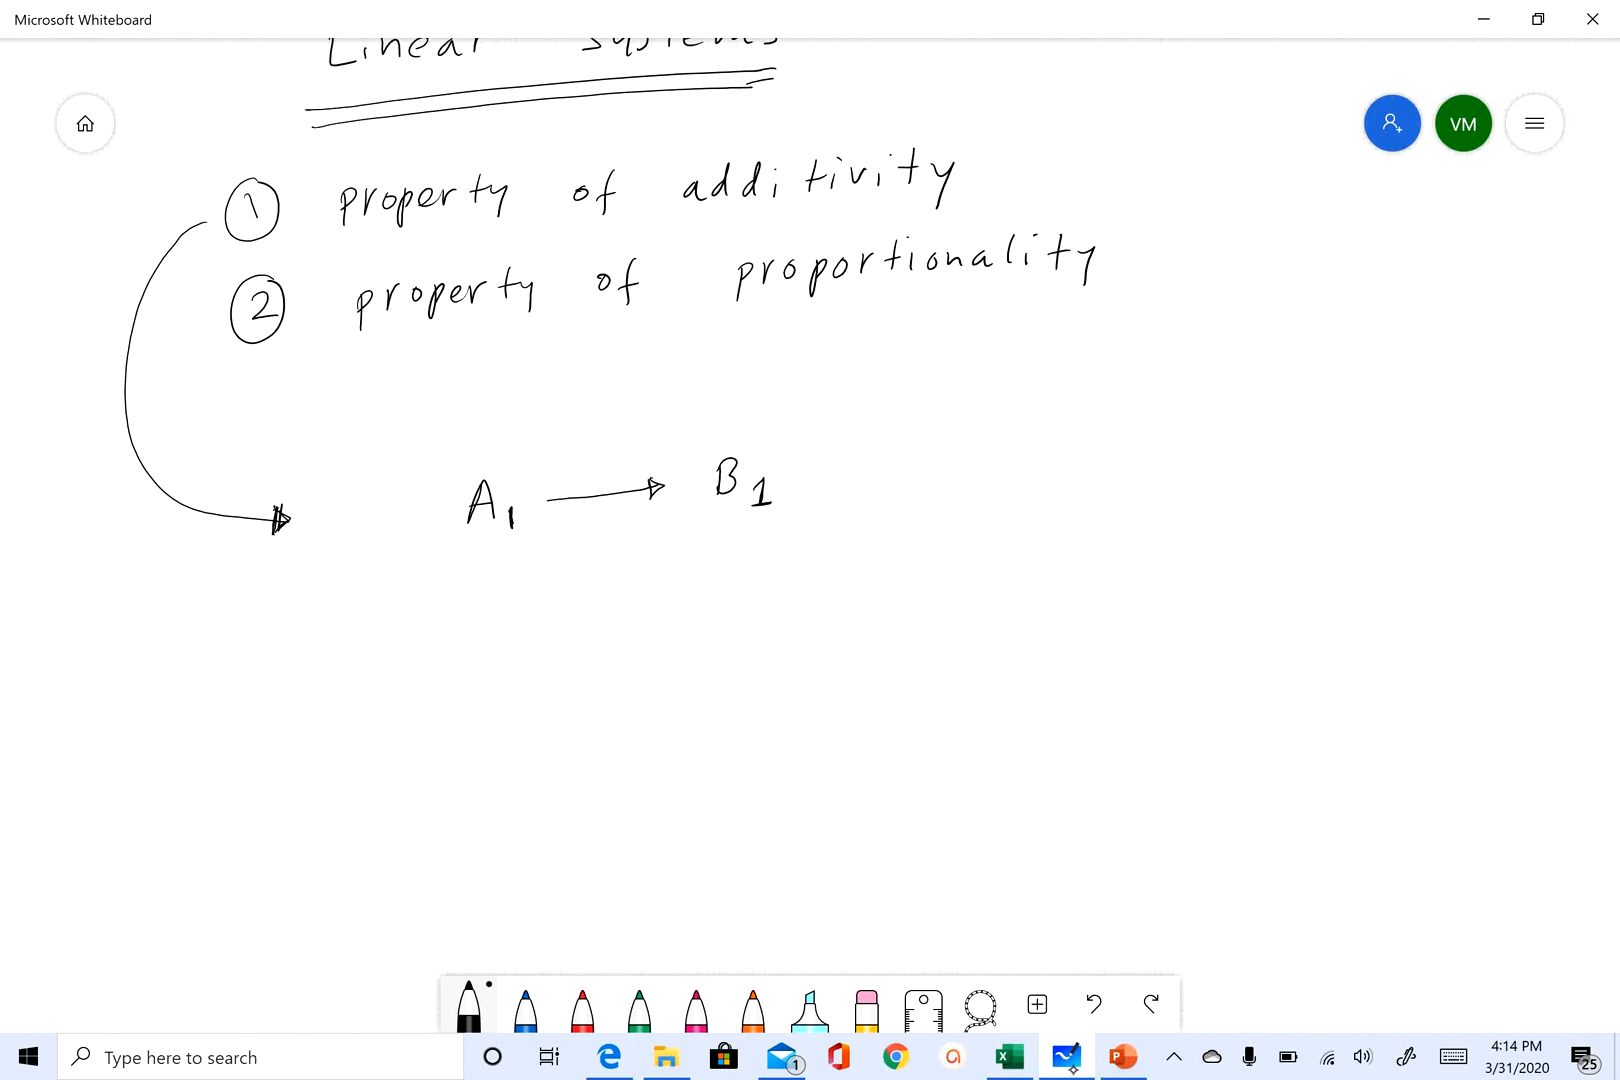 Microsoft Whiteboard
Linear systems
VM
① property of additivity
② property of proportionality
A₁ → B₁
Type here to search
1
4:14 PM
3/31/2020
25